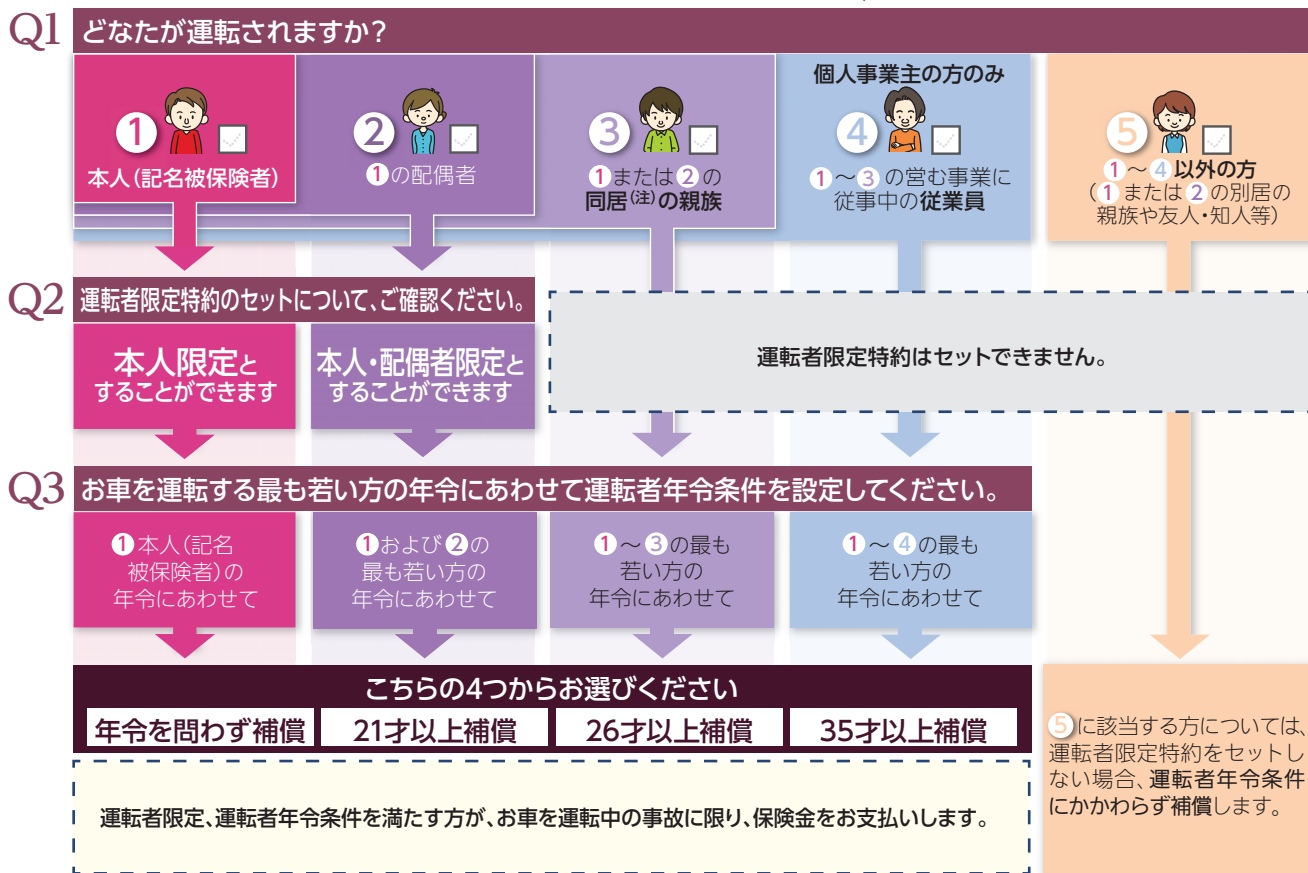 Q1 どなたが運転されますか?
1
本人（記名被保険者）
2
1の配偶者
3
1または2の
同居(注)の親族
個人事業主の方のみ
4
1～3の営む事業に
従事中の従業員
5
1～4以外の方
（1または2の別居の
親族や友人・知人等）
Q2 運転者限定特約のセットについて、ご確認ください。
本人限定と
することができます
本人・配偶者限定と
することができます
運転者限定特約はセットできません。
Q3 お車を運転する最も若い方の年令にあわせて運転者年令条件を設定してください。
1本人（記名
被保険者）の
年令にあわせて
1および2の
最も若い方の
年令にあわせて
1～3の最も
若い方の
年令にあわせて
1～4の最も
若い方の
年令にあわせて
こちらの4つからお選びください
年令を問わず補償
21才以上補償
26才以上補償
35才以上補償
運転者限定、運転者年令条件を満たす方が、お車を運転中の事故に限り、保険金をお支払いします。
5に該当する方については、
運転者限定特約をセットし
ない場合、運転者年令条件
にかかわらず補償します。